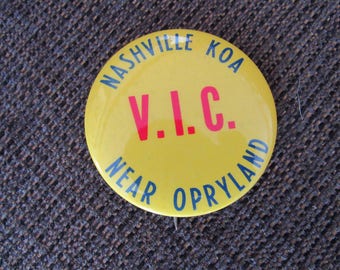 NASHVILLE KOA
V.I.C.
NEAR OPRYLAND